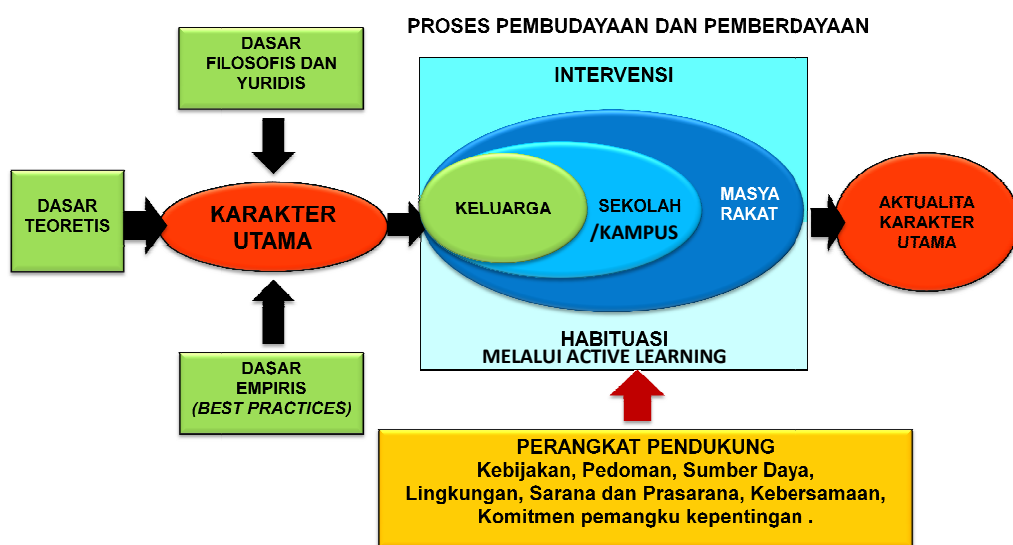 PROSES PEMBUDAYAAN DAN PEMBERDAYAAN
DASAR
FILOSOFIS DAN
YURIDIS
DASAR
TEORETIS
KARAKTER
UTAMA
DASAR
EMPIRIS
(BEST PRACTICES)
INTERVENSI
KELUARGA
SEKOLAH
/KAMPUS
MASYA
RAKAT
HABITUASI
MELALUI ACTIVE LEARNING
AKTUALITA
KARAKTER
UTAMA
PERANGKAT PENDUKUNG
Kebijakan, Pedoman, Sumber Daya,
Lingkungan, Sarana dan Prasarana, Kebersamaan,
Komitmen pemangku kepentingan .